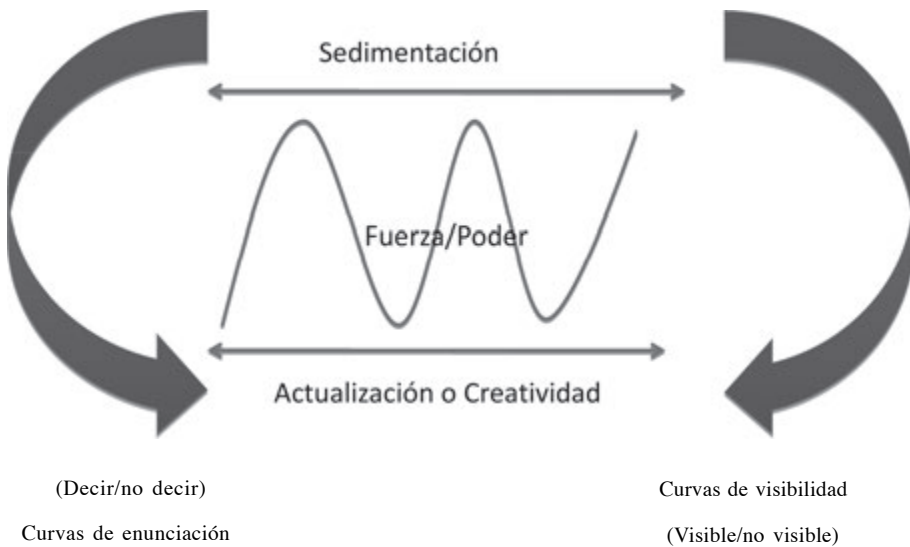 Sedimentación
Fuerza/Poder
Actualización o Creatividad
(Decir/no decir)
Curvas de enunciación
Curvas de visibilidad
(Visible/no visible)